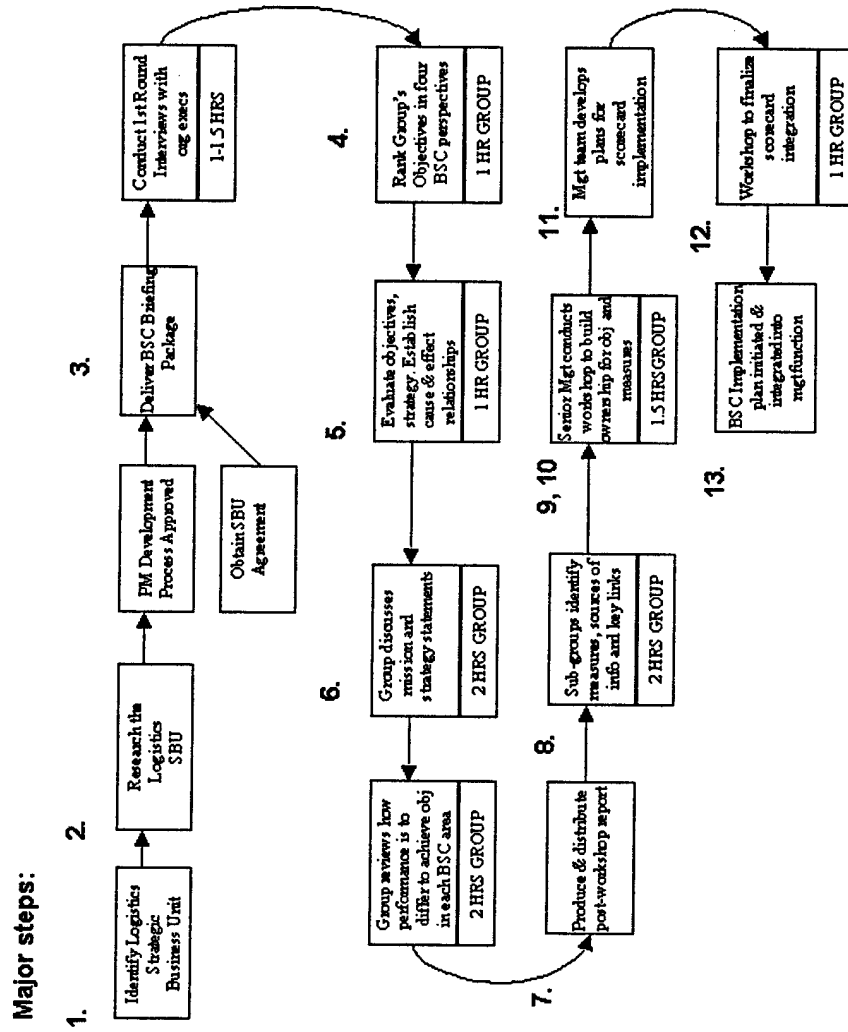 Major steps:
1.
Identify Logistics
Strategic
Business Unit
2.
Research the
Logistics
SBU
PM Development
Process Approved
Obtain SBU
Agreement
3.
Deliver BSC Briefing
Package
Conduct 1st Round
Interviews with
org execs
1-1.5 HRS
4.
Rank Group's
Objectives in four
BSC perspectives
1 HR GROUP
5.
Evaluate objectives,
strategy. Establish
cause & effect
relationships
1 HR GROUP
6.
Group discusses
mission and
strategy statements
2 HRS GROUP
Group reviews how
performance is to
differ to achieve obj
in each BSC area
2 HRS GROUP
7.
Produce & distribute
post-workshop report
8.
Sub-groups identify
measures, sources of
info and key links
2 HRS GROUP
9, 10
Senior Mgt conducts
workshop to build
ownership for obj and
measures
1.5 HRS GROUP
11.
Mgt team develops
plans for
scorecard
implementation
12.
Workshop to finalize
scorecard
integration
1 HR GROUP
13.
BSC Implementation
plan initiated &
integrated into
mgt function